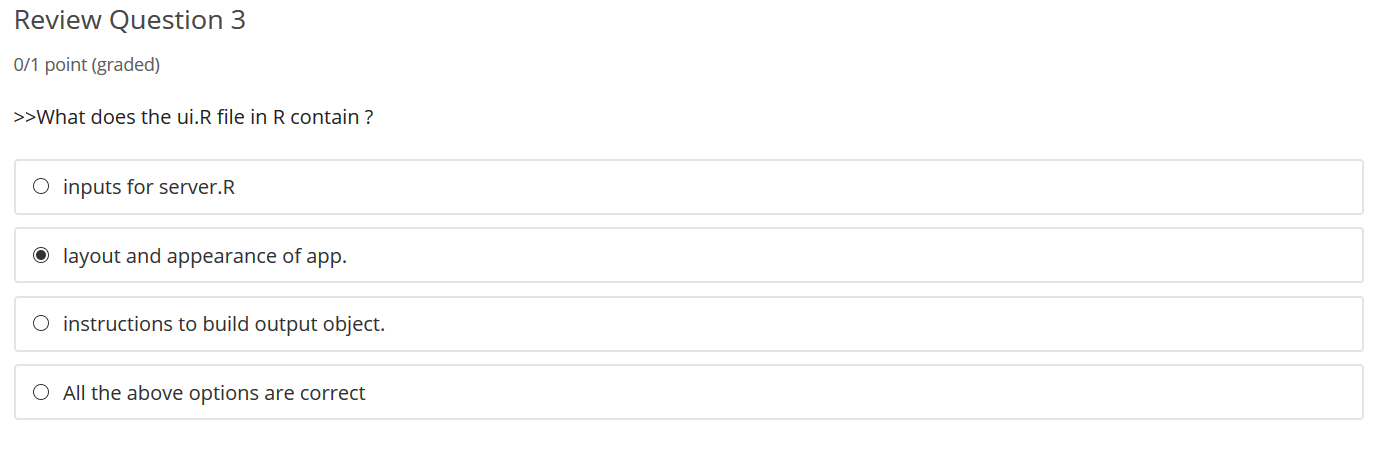 Review Question 3
0/1 point (graded)
>>What does the ui.R file in R contain ?
inputs for server.R
layout and appearance of app.
instructions to build output object.
All the above options are correct